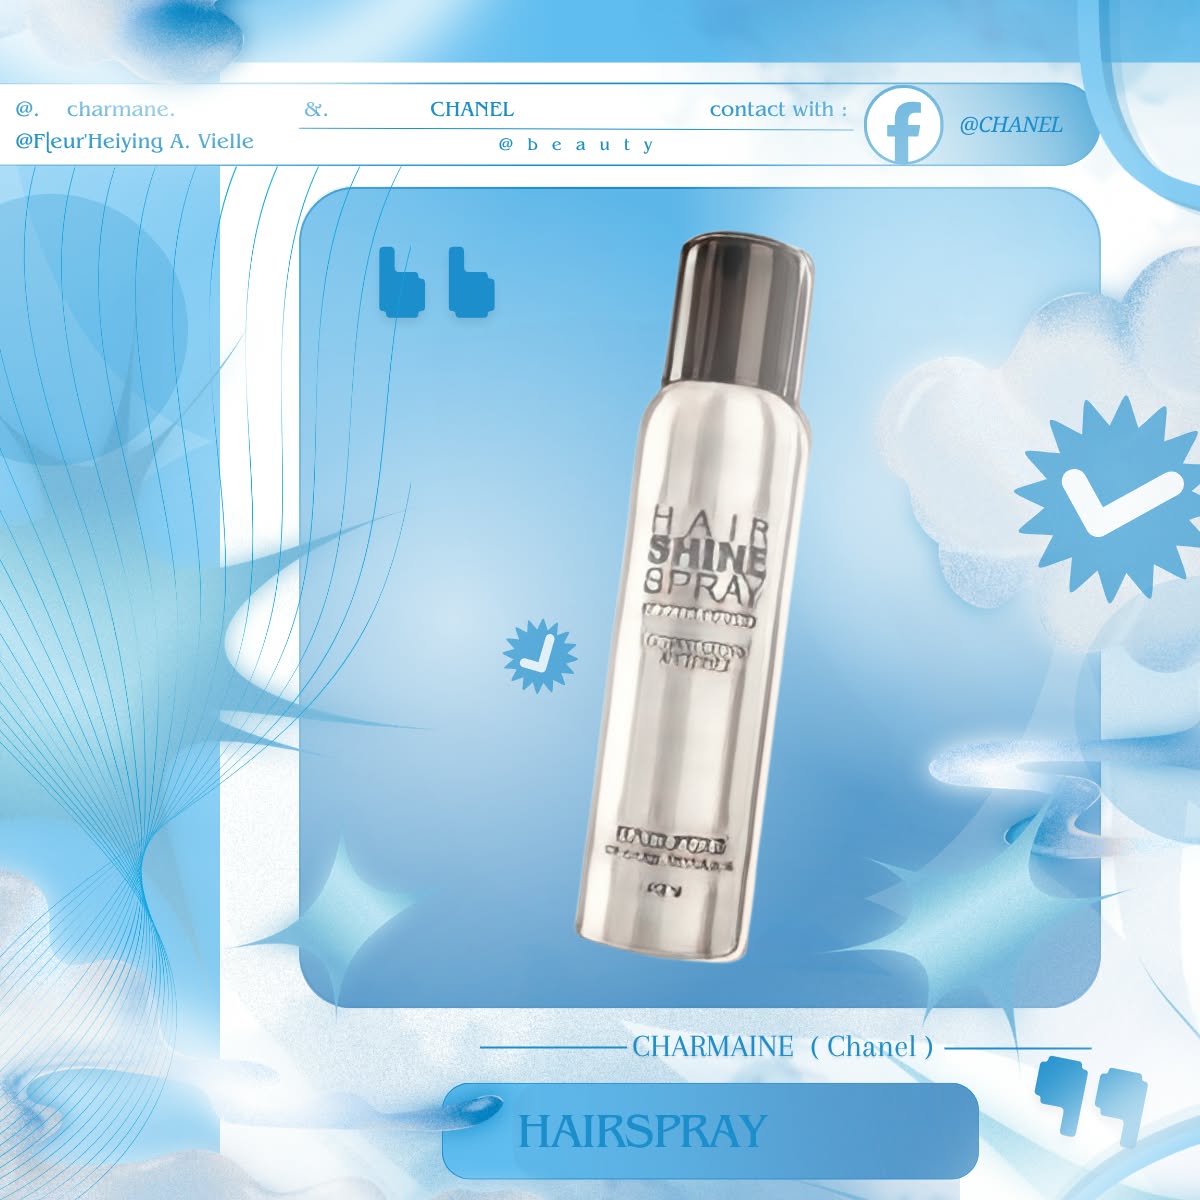 @. charmane. &. CHANEL contact with :
@CHANEL
@Fleur'Heiying A. Vielle @ b e a u t y
HAIR
SHINE
SPRAY
CHARMAINE ( Chanel )
HAIRSPRAY